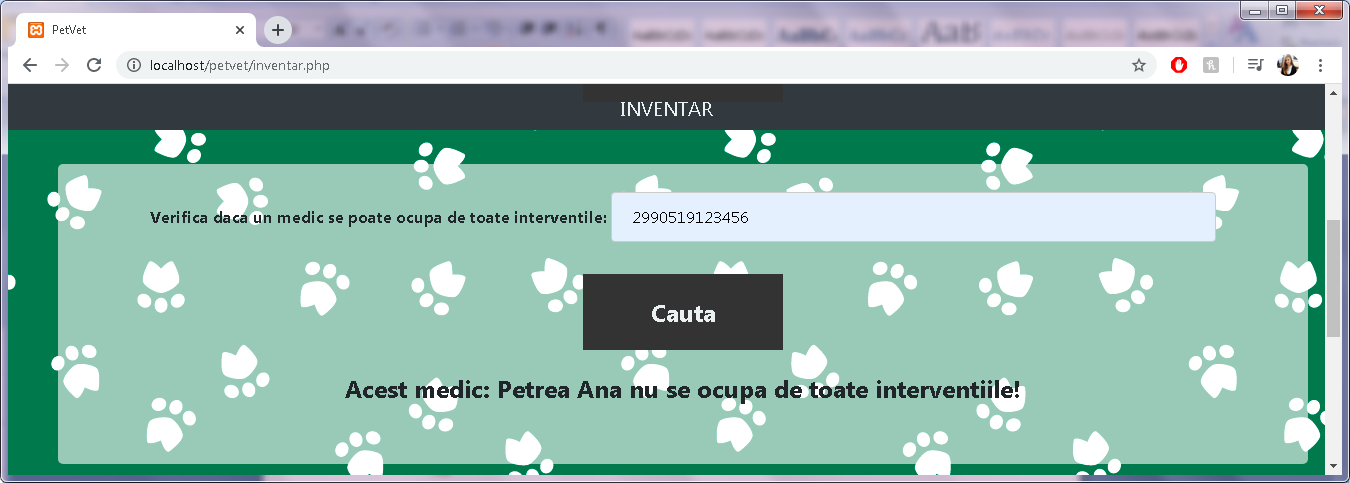 PetVet
localhost/petvet/inventar.php
INVENTAR
Verifica daca un medic se poate ocupa de toate interventile: 2990519123456
Cauta
Acest medic: Petrea Ana nu se ocupa de toate interventiile!